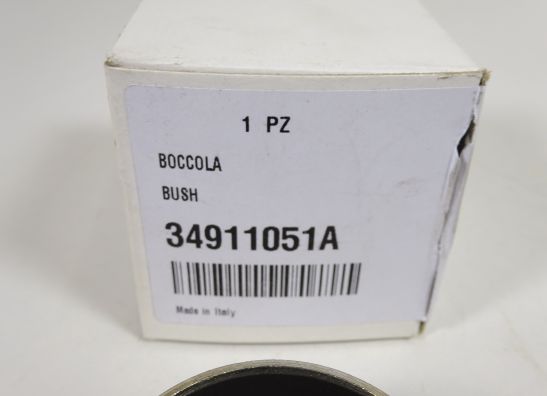 1 PZ
BOCCOLA
BUSH
34911051A
Made in Italy